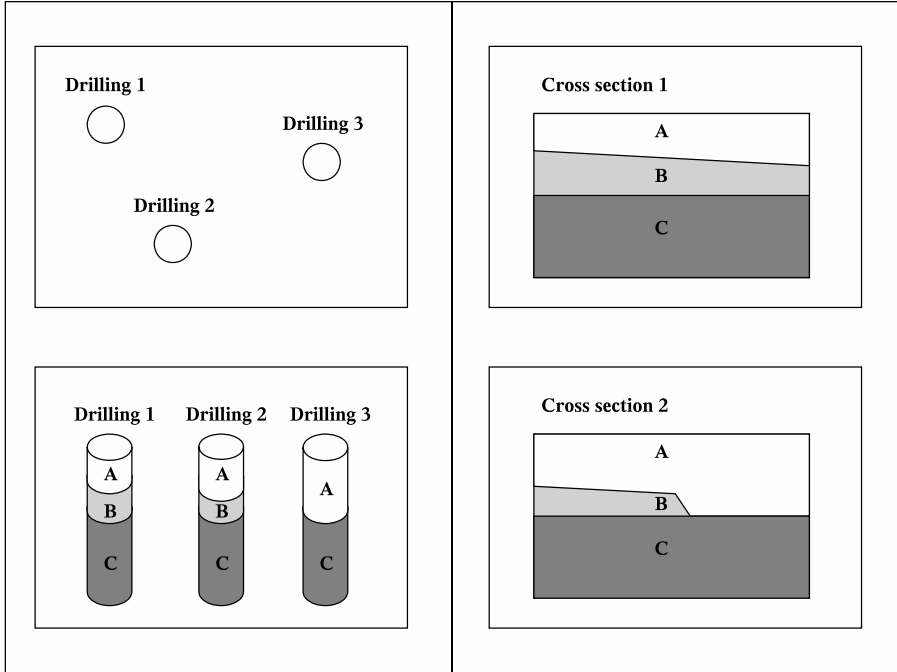 Drilling 1
Drilling 3
Drilling 2
Drilling 1 Drilling 2 Drilling 3
A A A
B B
C C C
Cross section 1
A
B
C
Cross section 2
A
B
C